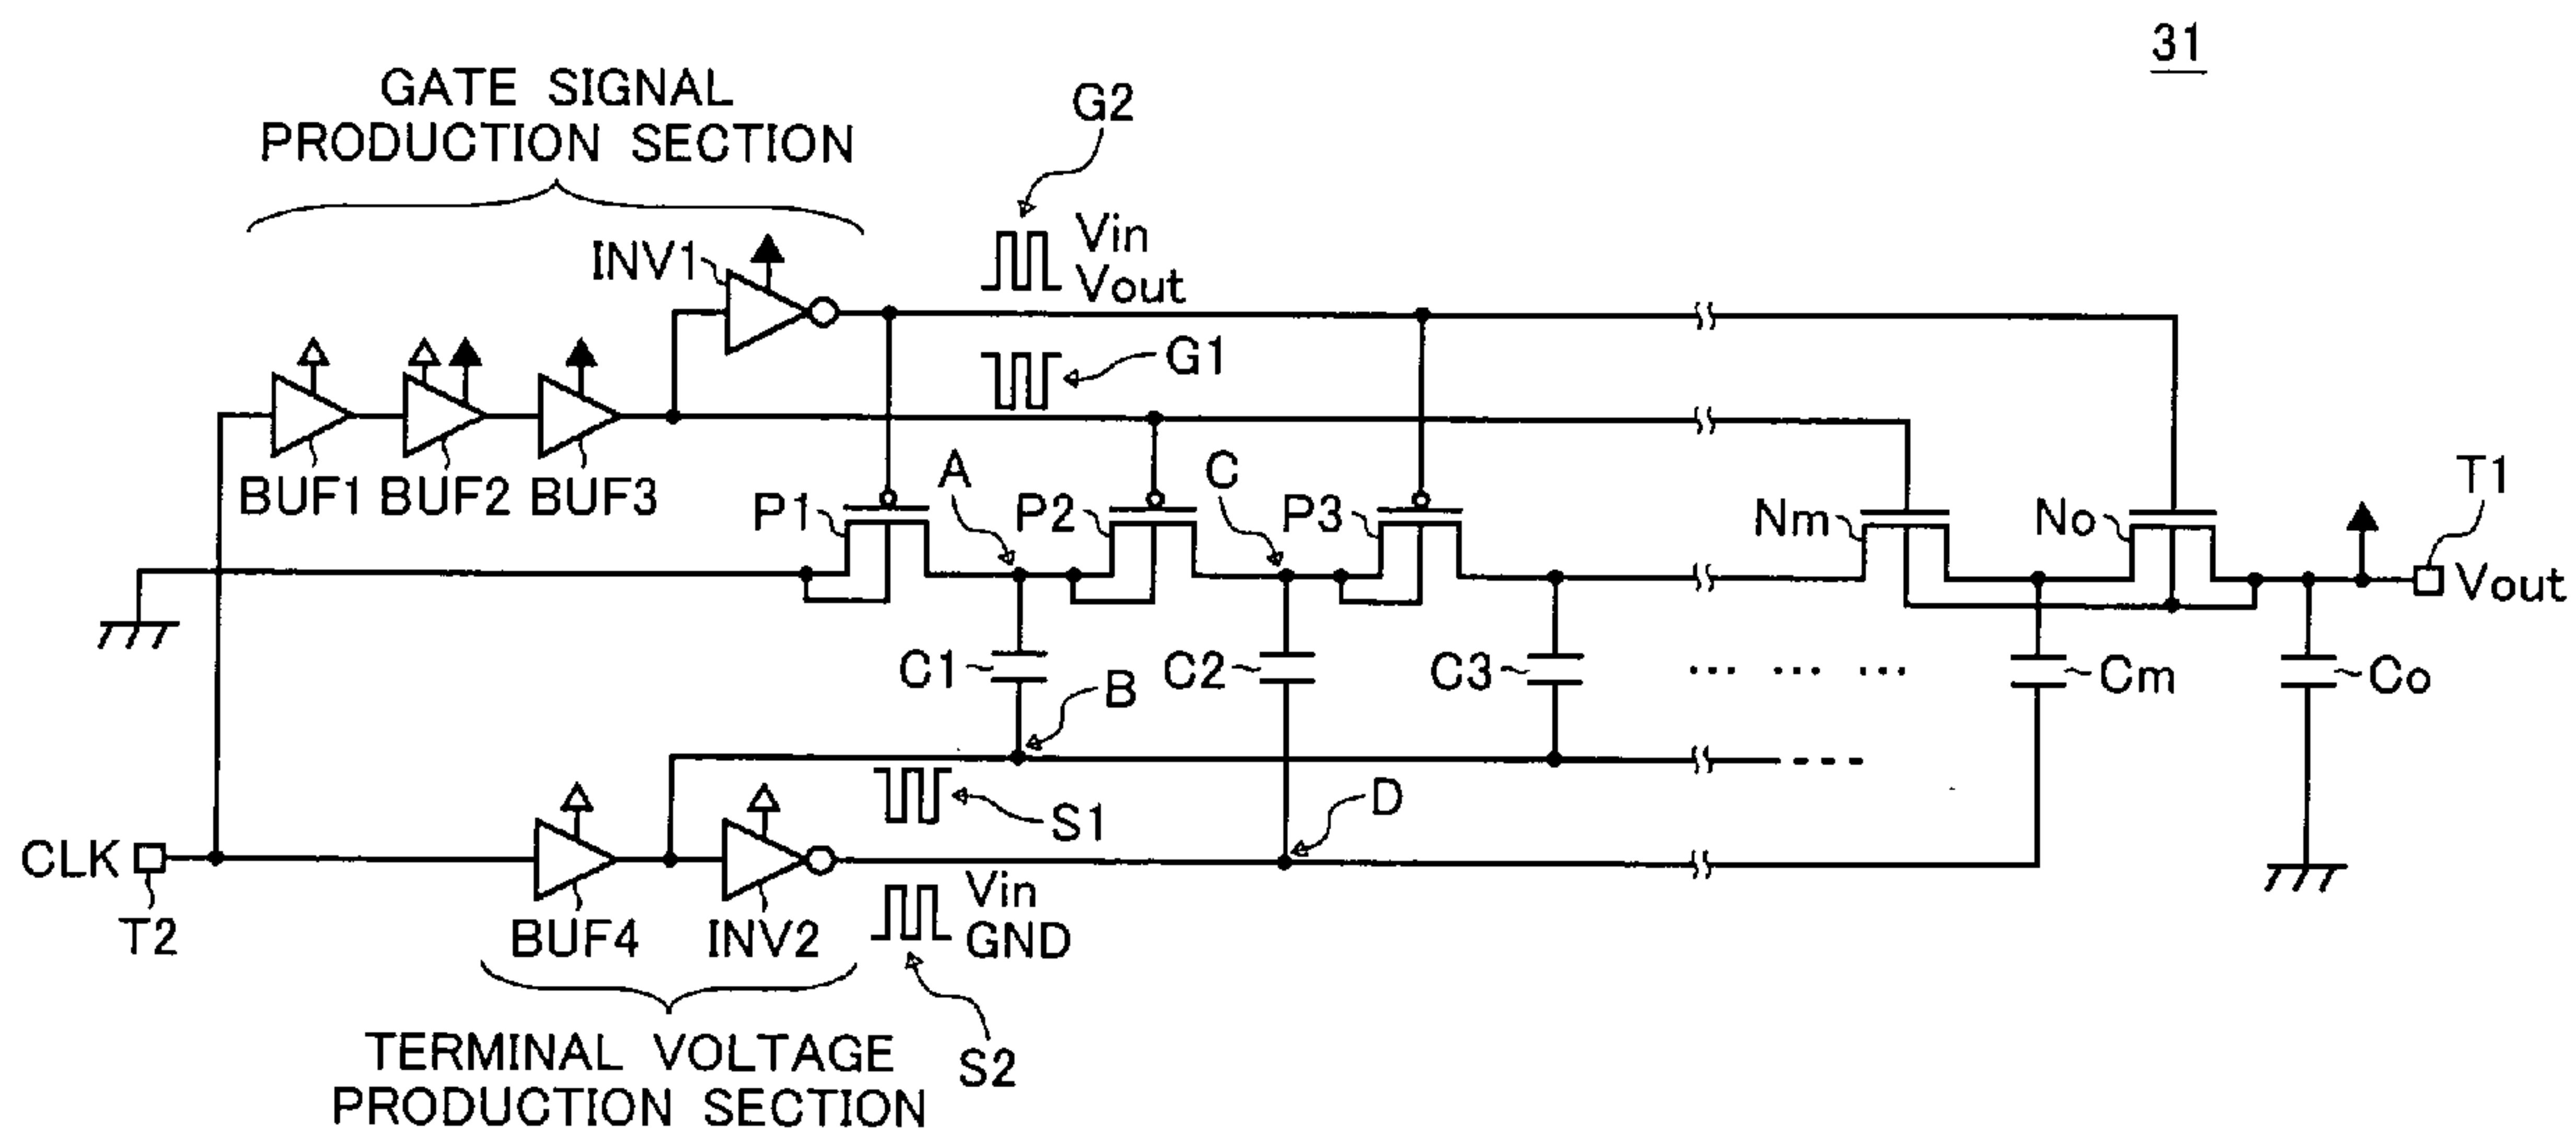 31
GATE SIGNAL
PRODUCTION SECTION
G2
INV1
Vin
Vout
G1
BUF1
BUF2
BUF3
A
C
P1
P2
P3
Nm
No
T1
Vout
C1
B
C2
C3
... ... ...
Cm
Co
S1
D
CLK
T2
BUF4
INV2
Vin
GND
S2
TERMINAL VOLTAGE
PRODUCTION SECTION